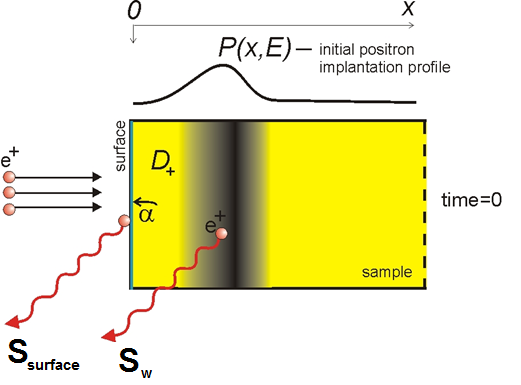 0 x
P(x,E) — initial positron
implantation profile
surface
D+
e+
α
e+
time=0
sample
Ssurface
Sw